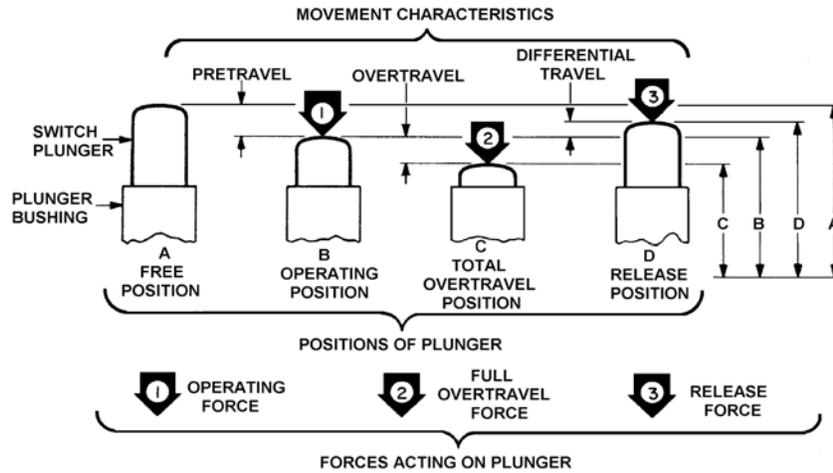 MOVEMENT CHARACTERISTICS
PRETRAVEL
OVERTRAVEL
DIFFERENTIAL
TRAVEL
1
2
3
SWITCH
PLUNGER
PLUNGER
BUSHING
A
FREE
POSITION
B
OPERATING
POSITION
C
TOTAL
OVERTRAVEL
POSITION
D
RELEASE
POSITION
C
B
D
A
POSITIONS OF PLUNGER
1
OPERATING
FORCE
2
FULL
OVERTRAVEL
FORCE
3
RELEASE
FORCE
FORCES ACTING ON PLUNGER